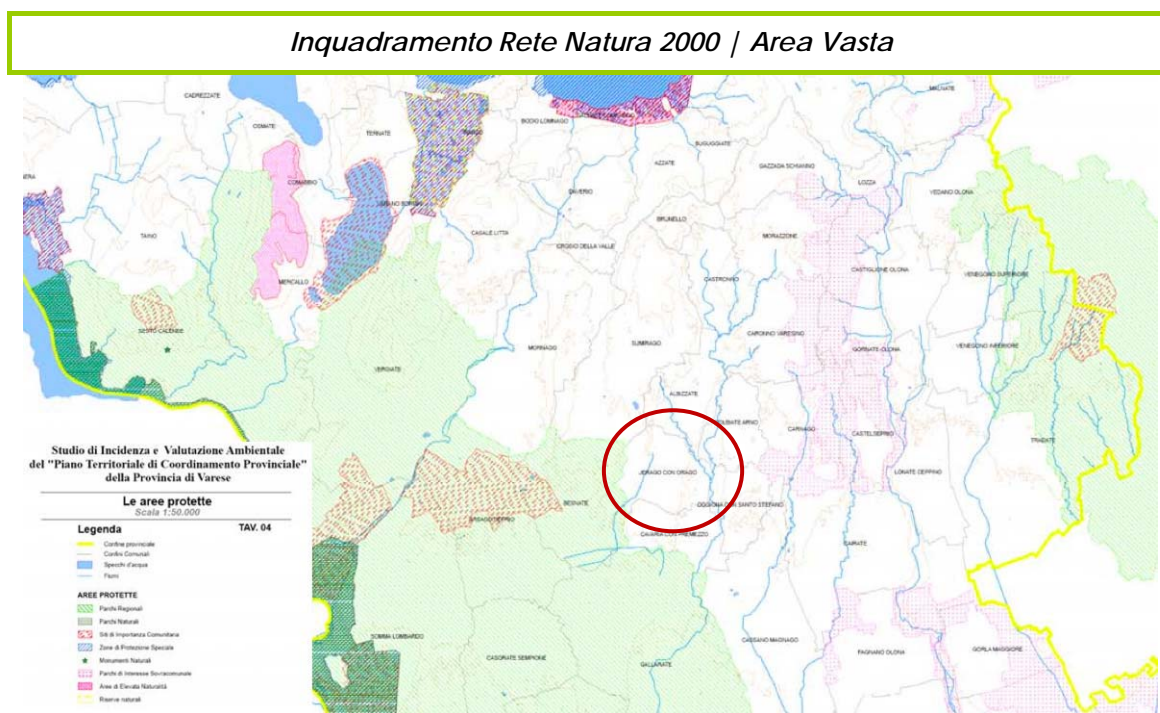 Inquadramento Rete Natura 2000 | Area Vasta
CADREZZATE
OSMATE
TERNATE
BODIO LOMNAGO
MALNATE
BUGUGGIATE
AZZATE
GAZZADA SCHIANNO
LOZZA
COMABBIO
DAVERIO
VEDANO OLONA
TAINO
BRUNELLO
CASALE LITTA
CROSIO DELLA VALLE
MORAZZONE
CASTIGLIONE OLONA
VENEGONO SUPERIORE
CASTRONNO
MERCALLO
SESTO CALENDE
CARONNO VARESINO
MORNAGO
SUMIRAGO
GORNATE OLONA
VENEGONO INFERIORE
VERGIATE
ALBIZZATE
SOLBATE ARNO
CARNAGO
CASTELSEPRIO
TRADATE
JERAGO CON ORAGO
LONATE CEPPINO
BESNATE
OGGIONA CON SANTO STEFANO
ARSAGO SEPRIO
CAVARIA CON PREMEZZO
CAIRATE
SOMMA LOMBARDO
CASSANO MAGNAGO
CASORATE SEMPIONE
FAGNANO OLONA
GORLA MAGGIORE
GALLARATE
Studio di Incidenza e Valutazione Ambientale
del "Piano Territoriale di Coordinamento Provinciale"
della Provincia di Varese
Le aree protette
Scala 1:50.000
Legenda TAV. 04
Confine provinciale
Confini Comunali
Specchi d'acqua
Fiumi
AREE PROTETTE
Parchi Regionali
Parchi Naturali
Siti di Importanza Comunitaria
Zone di Protezione Speciale
Monumenti Naturali
Parchi di Interesse Sovracomunale
Aree di Elevata Naturalità
Riserve naturali